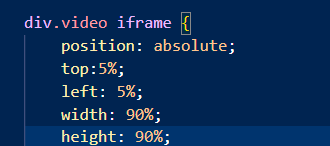 div.video iframe {
position: absolute;
top:5%;
left: 5%;
width: 90%;
height: 90%;